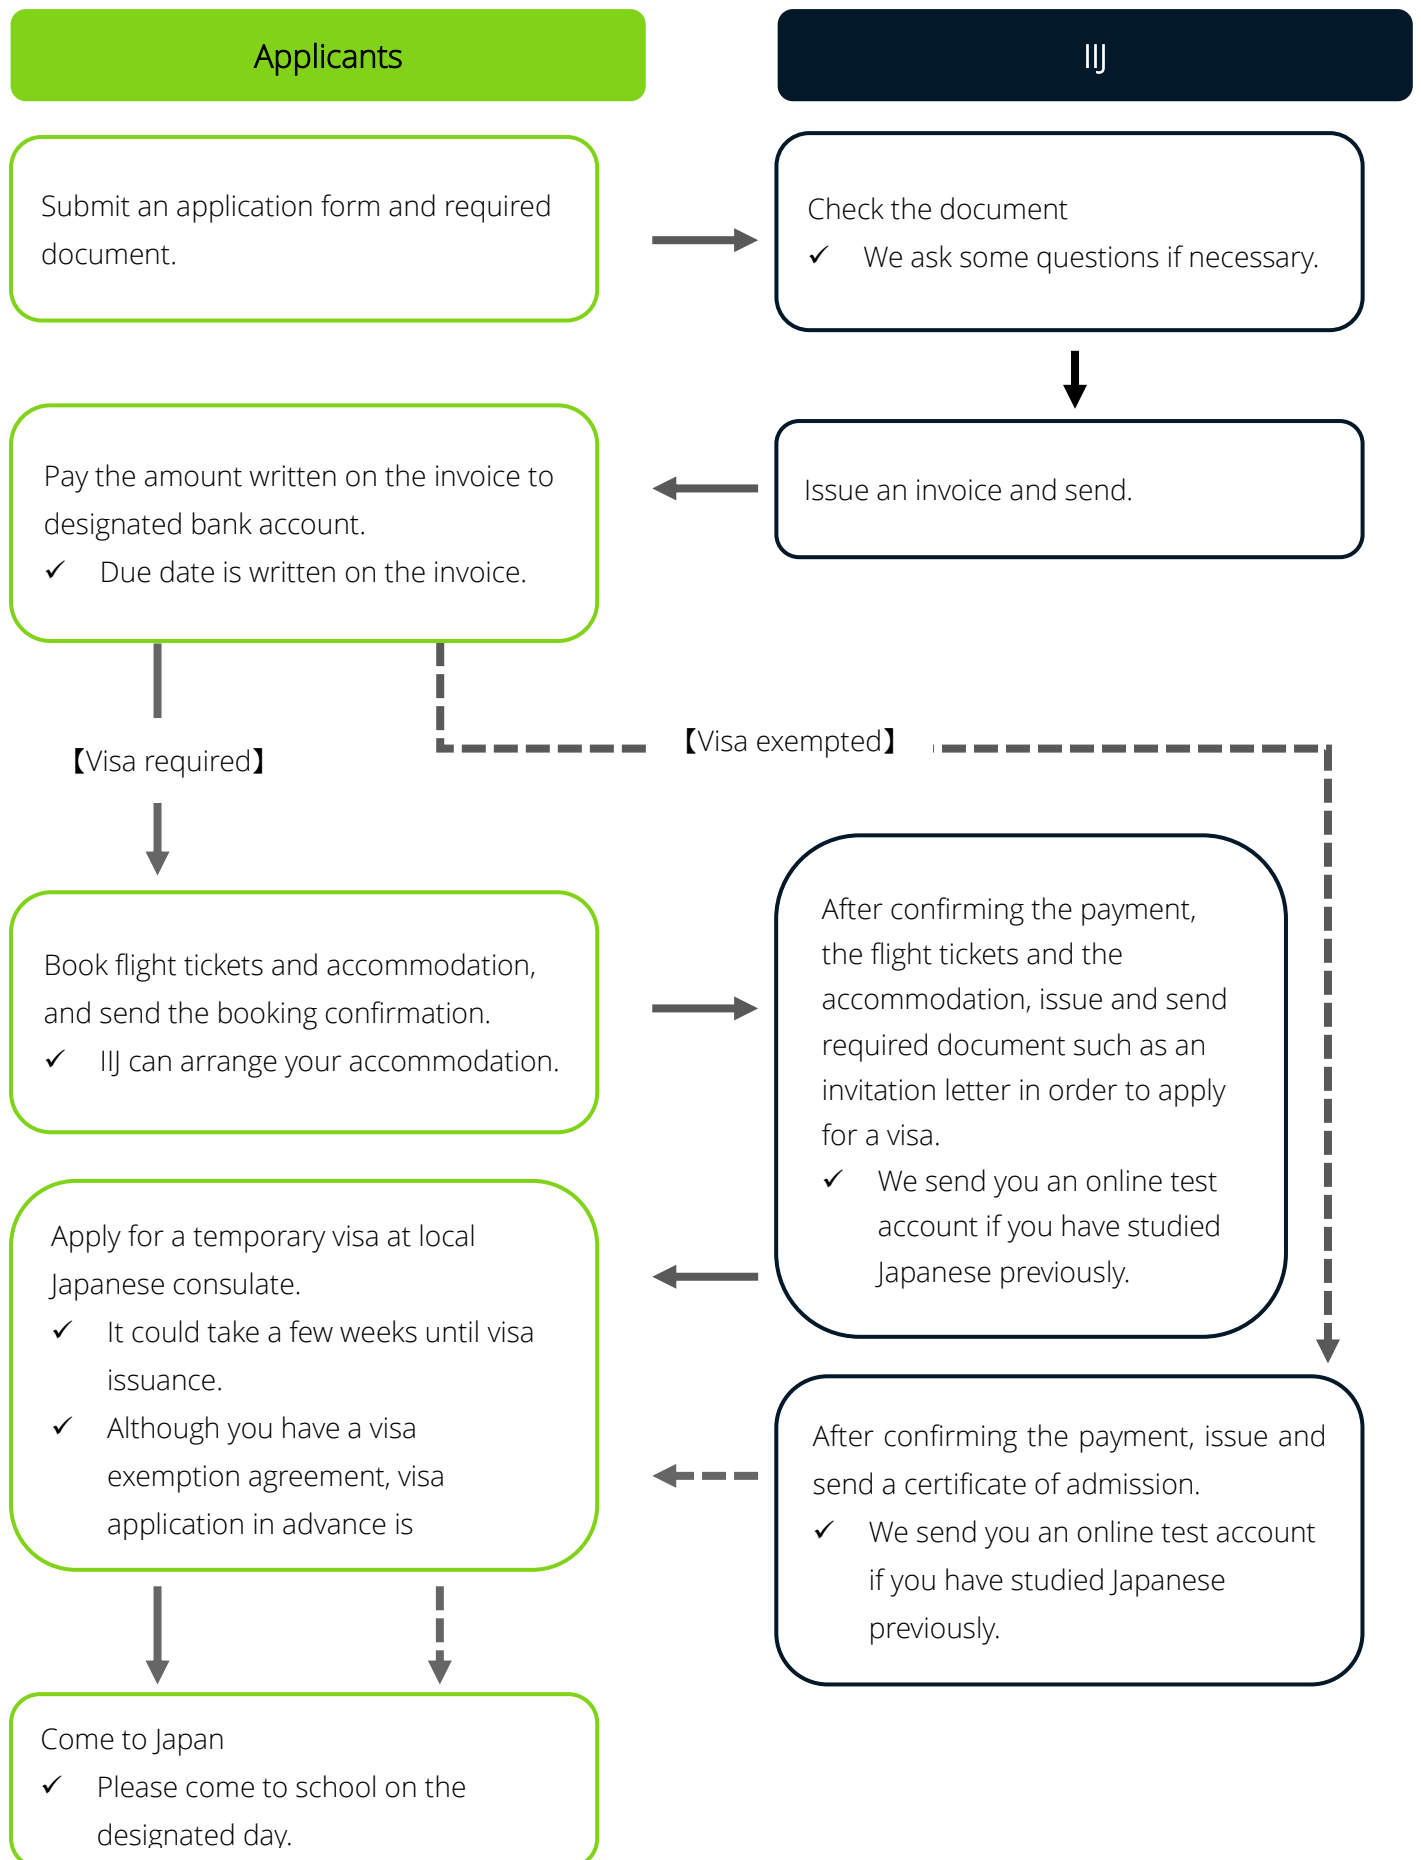 Applicants
IIJ
Submit an application form and required
document.
Check the document
✓ We ask some questions if necessary.
Issue an invoice and send.
Pay the amount written on the invoice to
designated bank account.
✓ Due date is written on the invoice.
【Visa required】
【Visa exempted】
Book flight tickets and accommodation,
and send the booking confirmation.
✓ IIJ can arrange your accommodation.
After confirming the payment,
the flight tickets and the
accommodation, issue and send
required document such as an
invitation letter in order to apply
for a visa.
✓ We send you an online test
account if you have studied
Japanese previously.
Apply for a temporary visa at local
Japanese consulate.
✓ It could take a few weeks until visa
issuance.
✓ Although you have a visa
exemption agreement, visa
application in advance is
After confirming the payment, issue and
send a certificate of admission.
✓ We send you an online test account
if you have studied Japanese
previously.
Come to Japan
✓ Please come to school on the
designated day.